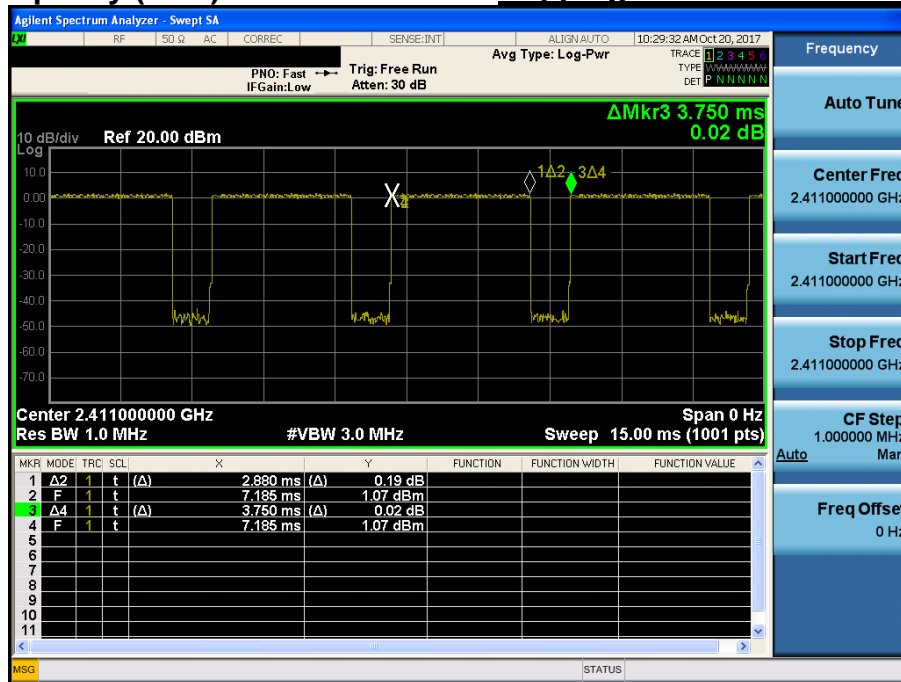 Agilent Spectrum Analyzer - Swept SA
LXI RF 50 Ω AC CORREC SENSE:INT ALIGN AUTO 10:29:32 AM Oct 20, 2017
Avg Type: Log-Pwr
PNO: Fast Trig: Free Run
IFGain:Low Atten: 30 dB
TRACE 1 2 3 4 5 6
TYPE WWWWWW
DET P N N N N N
ΔMkr3 3.750 ms
0.02 dB
10 dB/div Ref 20.00 dBm
Log
10.0
0.00
-10.0
-20.0
-30.0
-40.0
-50.0
-60.0
-70.0
1Δ2 3Δ4
X
Center 2.411000000 GHz Span 0 Hz
Res BW 1.0 MHz #VBW 3.0 MHz Sweep 15.00 ms (1001 pts)
MKR MODE TRC SCL X Y FUNCTION FUNCTION WIDTH FUNCTION VALUE
1 Δ2 1 t (Δ) 2.880 ms (Δ) 0.19 dB
2 F 1 t 7.185 ms 1.07 dBm
3 Δ4 1 t (Δ) 3.750 ms (Δ) 0.02 dB
4 F 1 t 7.185 ms 1.07 dBm
5
6
7
8
9
10
11
MSG STATUS
Frequency
Auto Tune
Center Freq
2.411000000 GHz
Start Freq
2.411000000 GHz
Stop Freq
2.411000000 GHz
CF Step
1.000000 MHz
Auto Man
Freq Offset
0 Hz